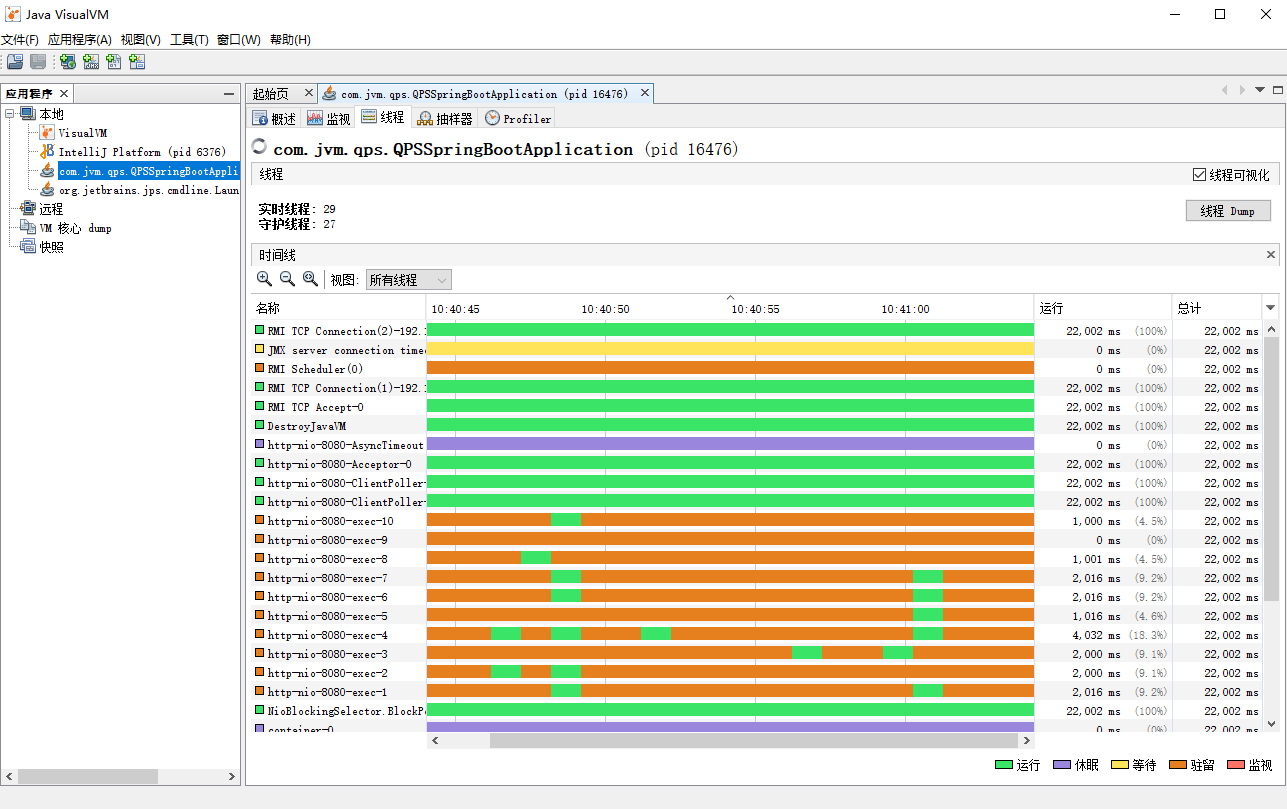 Java VisualVM
文件(F) 应用程序(A) 视图(V) 工具(T) 窗口(W) 帮助(H)
应用程序
本地
VisualVM
IntelliJ Platform (pid 6376)
com.jvm.qps.QPSSpringBootAppli
org.jetbrains.jps.cmdline.Laun
远程
VM 核心 dump
快照
起始页 com.jvm.qps.QPSSpringBootApplication (pid 16476)
概述 监视 线程 抽样器 Profiler
com.jvm.qps.QPSSpringBootApplication (pid 16476)
线程 线程可视化
实时线程: 29
守护线程: 27
线程 Dump
时间线
视图: 所有线程
名称 10:40:45 10:40:50 10:40:55 10:41:00 运行 总计
RMI TCP Connection(2)-192. 22,002 ms (100%) 22,002 ms
JMX server connection timeo 0 ms (0%) 22,002 ms
RMI Scheduler(0) 0 ms (0%) 22,002 ms
RMI TCP Connection(1)-192. 22,002 ms (100%) 22,002 ms
RMI TCP Accept-0 22,002 ms (100%) 22,002 ms
DestroyJavaVM 22,002 ms (100%) 22,002 ms
http-nio-8080-AsyncTimeout 0 ms (0%) 22,002 ms
http-nio-8080-Acceptor-0 22,002 ms (100%) 22,002 ms
http-nio-8080-ClientPoller- 22,002 ms (100%) 22,002 ms
http-nio-8080-ClientPoller- 22,002 ms (100%) 22,002 ms
http-nio-8080-exec-10 1,000 ms (4.5%) 22,002 ms
http-nio-8080-exec-9 0 ms (0%) 22,002 ms
http-nio-8080-exec-8 1,001 ms (4.5%) 22,002 ms
http-nio-8080-exec-7 2,016 ms (9.2%) 22,002 ms
http-nio-8080-exec-6 2,016 ms (9.2%) 22,002 ms
http-nio-8080-exec-5 1,016 ms (4.6%) 22,002 ms
http-nio-8080-exec-4 4,032 ms (18.3%) 22,002 ms
http-nio-8080-exec-3 2,000 ms (9.1%) 22,002 ms
http-nio-8080-exec-2 2,000 ms (9.1%) 22,002 ms
http-nio-8080-exec-1 2,016 ms (9.2%) 22,002 ms
NioBlockingSelector.BlockPo 22,002 ms (100%) 22,002 ms
container-0 0 ms (0%) 22,002 ms
运行 休眠 等待 驻留 监视